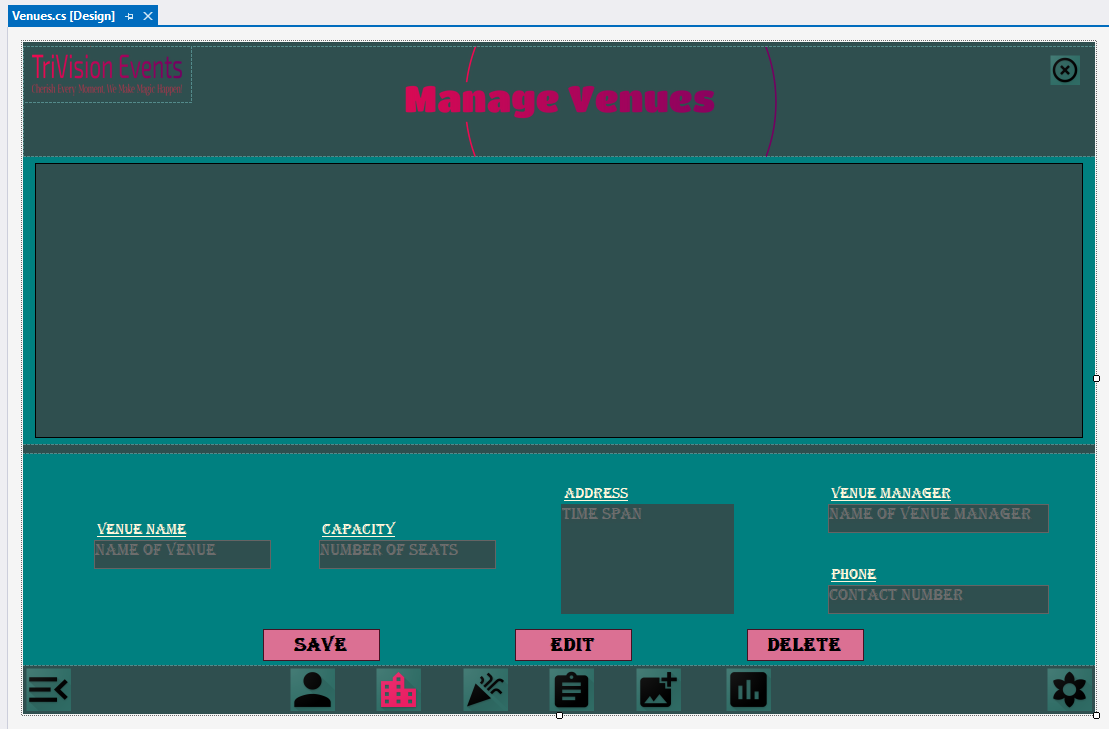 Venues.cs [Design]
TriVision Events
Cherish Every Moment, We Make Magic Happen!
Manage Venues
ADDRESS
VENUE MANAGER
TIME SPAN
NAME OF VENUE MANAGER
VENUE NAME
CAPACITY
NAME OF VENUE
NUMBER OF SEATS
PHONE
CONTACT NUMBER
SAVE
EDIT
DELETE